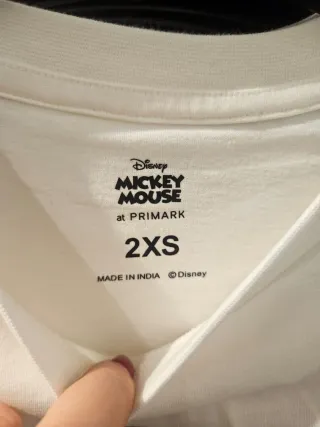 Disney
MICKEY
MOUSE
at PRIMARK
2XS
MADE IN INDIA ©Disney